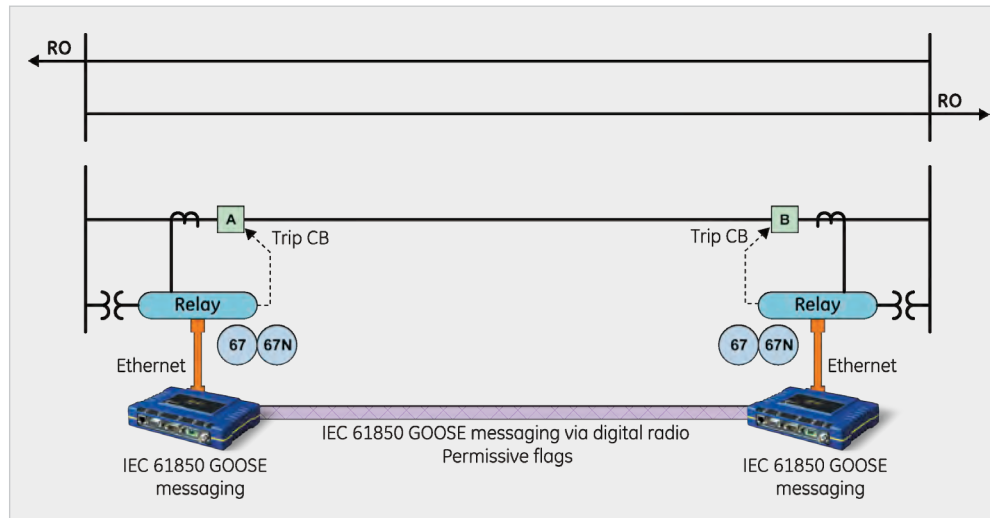 RO
RO
A
B
Trip CB
Trip CB
Relay
Relay
67 67N
67 67N
Ethernet
Ethernet
IEC 61850 GOOSE messaging via digital radio
Permissive flags
IEC 61850 GOOSE
messaging
IEC 61850 GOOSE
messaging